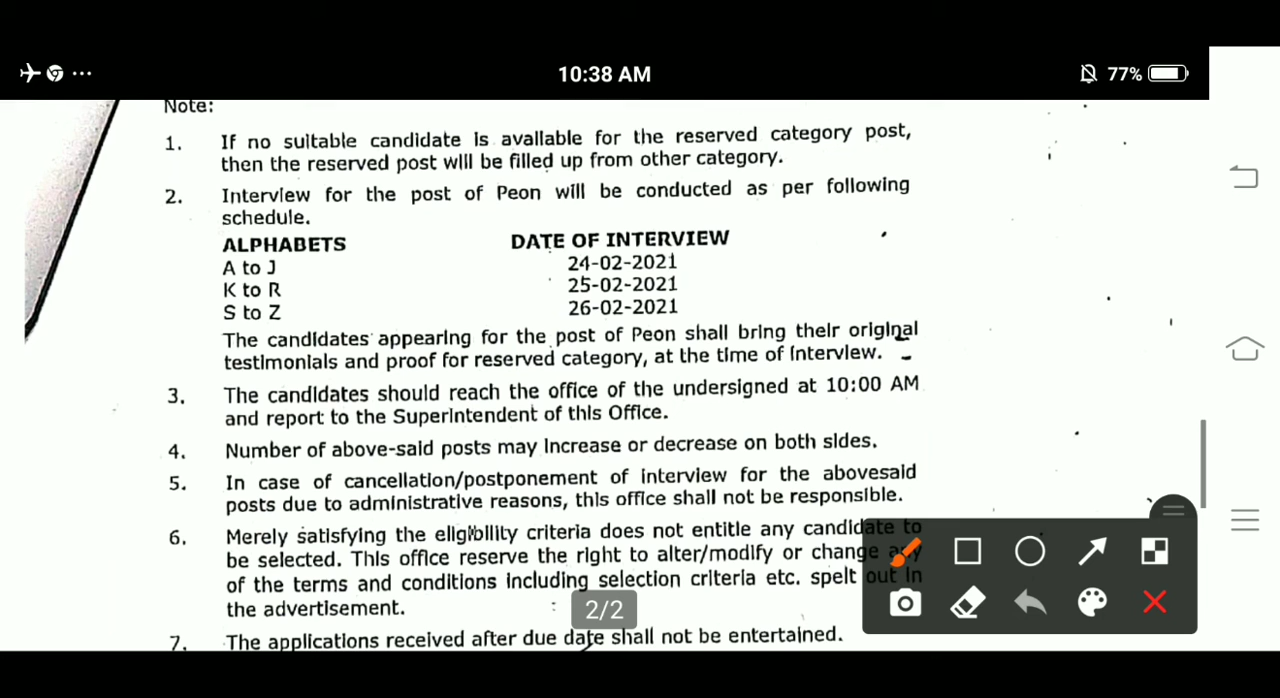 10:38 AM
77%
Note:
1. If no suitable candidate is available for the reserved category post,
then the reserved post will be filled up from other category.
2. Interview for the post of Peon will be conducted as per following
schedule.
ALPHABETS DATE OF INTERVIEW
A to J 24-02-2021
K to R 25-02-2021
S to Z 26-02-2021
The candidates appearing for the post of Peon shall bring their original
testimonials and proof for reserved category, at the time of interview.
3. The candidates should reach the office of the undersigned at 10:00 AM
and report to the Superintendent of this Office.
4. Number of above-said posts may increase or decrease on both sides.
5. In case of cancellation/postponement of interview for the abovesaid
posts due to administrative reasons, this office shall not be responsible.
6. Merely satisfying the eligibility criteria does not entitle any candidate to
be selected. This office reserve the right to alter/modify or change any
of the terms and conditions including selection criteria etc. spelt out in
the advertisement.
2/2
7. The applications received after due date shall not be entertained.